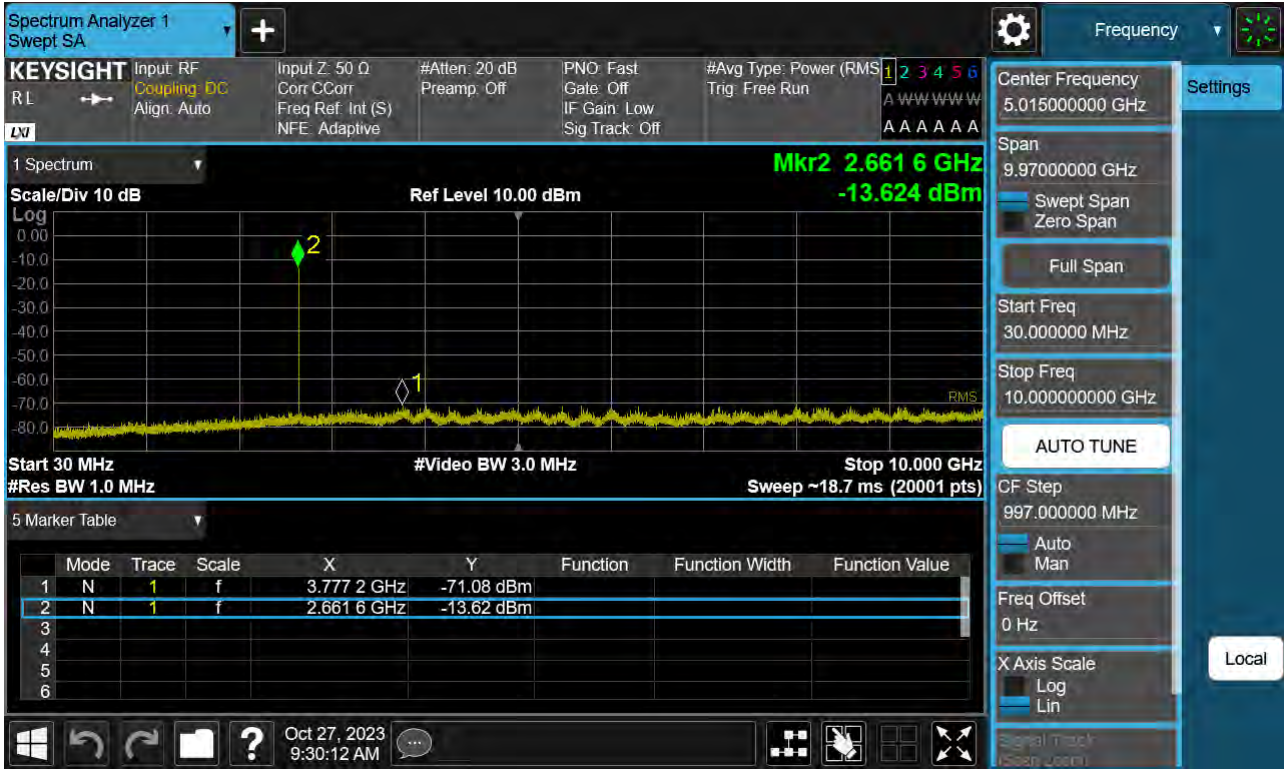 Spectrum Analyzer 1
Swept SA
Frequency
KEYSIGHT
R L
LXI
Input: RF
Coupling: DC
Align: Auto
Input Z: 50 Ω
Corr CCorr
Freq Ref: Int (S)
NFE: Adaptive
#Atten: 20 dB
Preamp: Off
PNO: Fast
Gate: Off
IF Gain: Low
Sig Track: Off
#Avg Type: Power (RMS
Trig: Free Run
1 2 3 4 5 6
A W W W W W
A A A A A A
1 Spectrum
Mkr2 2.661 6 GHz
Scale/Div 10 dB
Ref Level 10.00 dBm
-13.624 dBm
Log
0.00
-10.0
-20.0
-30.0
-40.0
-50.0
-60.0
-70.0
-80.0
2
1
RMS
Start 30 MHz
#Video BW 3.0 MHz
Stop 10.000 GHz
#Res BW 1.0 MHz
Sweep ~18.7 ms (20001 pts)
5 Marker Table
Mode Trace Scale X Y Function Function Width Function Value
1 N 1 f 3.777 2 GHz -71.08 dBm
2 N 1 f 2.661 6 GHz -13.62 dBm
3
4
5
6
Oct 27, 2023
9:30:12 AM
Center Frequency
5.015000000 GHz
Settings
Span
9.97000000 GHz
Swept Span
Zero Span
Full Span
Start Freq
30.000000 MHz
Stop Freq
10.000000000 GHz
AUTO TUNE
CF Step
997.000000 MHz
Auto
Man
Freq Offset
0 Hz
X Axis Scale
Log
Lin
Signal Track
(Span Zoom)
Local